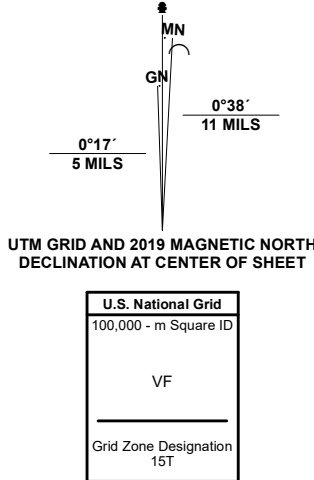 MN
GN
0°38´
11 MILS
0°17´
5 MILS
UTM GRID AND 2019 MAGNETIC NORTH
DECLINATION AT CENTER OF SHEET
U.S. National Grid
100,000 - m Square ID
VF
Grid Zone Designation
15T